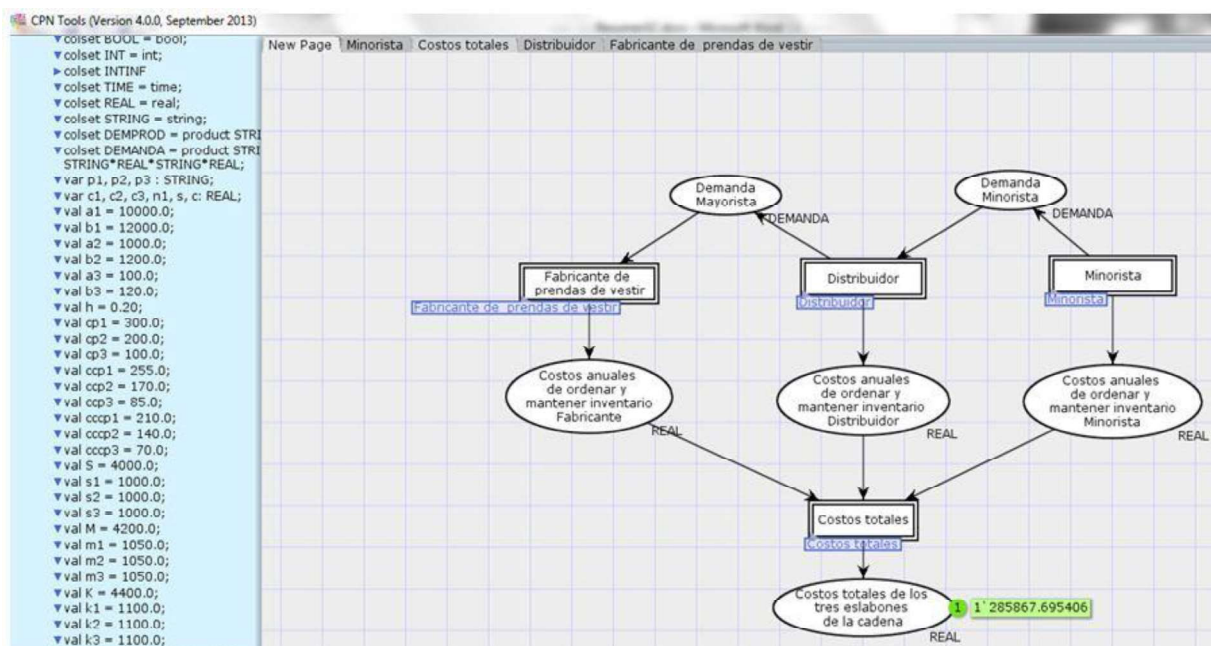 CPN Tools (Version 4.0.0, September 2013)
colset BOOL = bool;
colset INT = int;
colset INTINF
colset TIME = time;
colset REAL = real;
colset STRING = string;
colset DEMPROD = product STRI
colset DEMANDA = product STRI
STRING*REAL*STRING*REAL;
var p1, p2, p3 : STRING;
var c1, c2, c3, n1, s, c: REAL;
val a1 = 10000.0;
val b1 = 12000.0;
val a2 = 1000.0;
val b2 = 1200.0;
val a3 = 100.0;
val b3 = 120.0;
val h = 0.20;
val cp1 = 300.0;
val cp2 = 200.0;
val cp3 = 100.0;
val ccp1 = 255.0;
val ccp2 = 170.0;
val ccp3 = 85.0;
val cccp1 = 210.0;
val cccp2 = 140.0;
val cccp3 = 70.0;
val S = 4000.0;
val s1 = 1000.0;
val s2 = 1000.0;
val s3 = 1000.0;
val M = 4200.0;
val m1 = 1050.0;
val m2 = 1050.0;
val m3 = 1050.0;
val K = 4400.0;
val k1 = 1100.0;
val k2 = 1100.0;
val k3 = 1100.0;
New Page Minorista Costos totales Distribuidor Fabricante de prendas de vestir
Demanda
Mayorista
DEMANDA
Demanda
Minorista
DEMANDA
Fabricante de
prendas de vestir
Fabricante de prendas de vestir
Distribuidor
Distribuidor
Minorista
Minorista
Costos anuales
de ordenar y
mantener inventario
Fabricante
REAL
Costos anuales
de ordenar y
mantener inventario
Distribuidor
REAL
Costos anuales
de ordenar y
mantener inventario
Minorista
REAL
Costos totales
Costos totales
Costos totales de los
tres eslabones
de la cadena
REAL
1 1`285867.695406